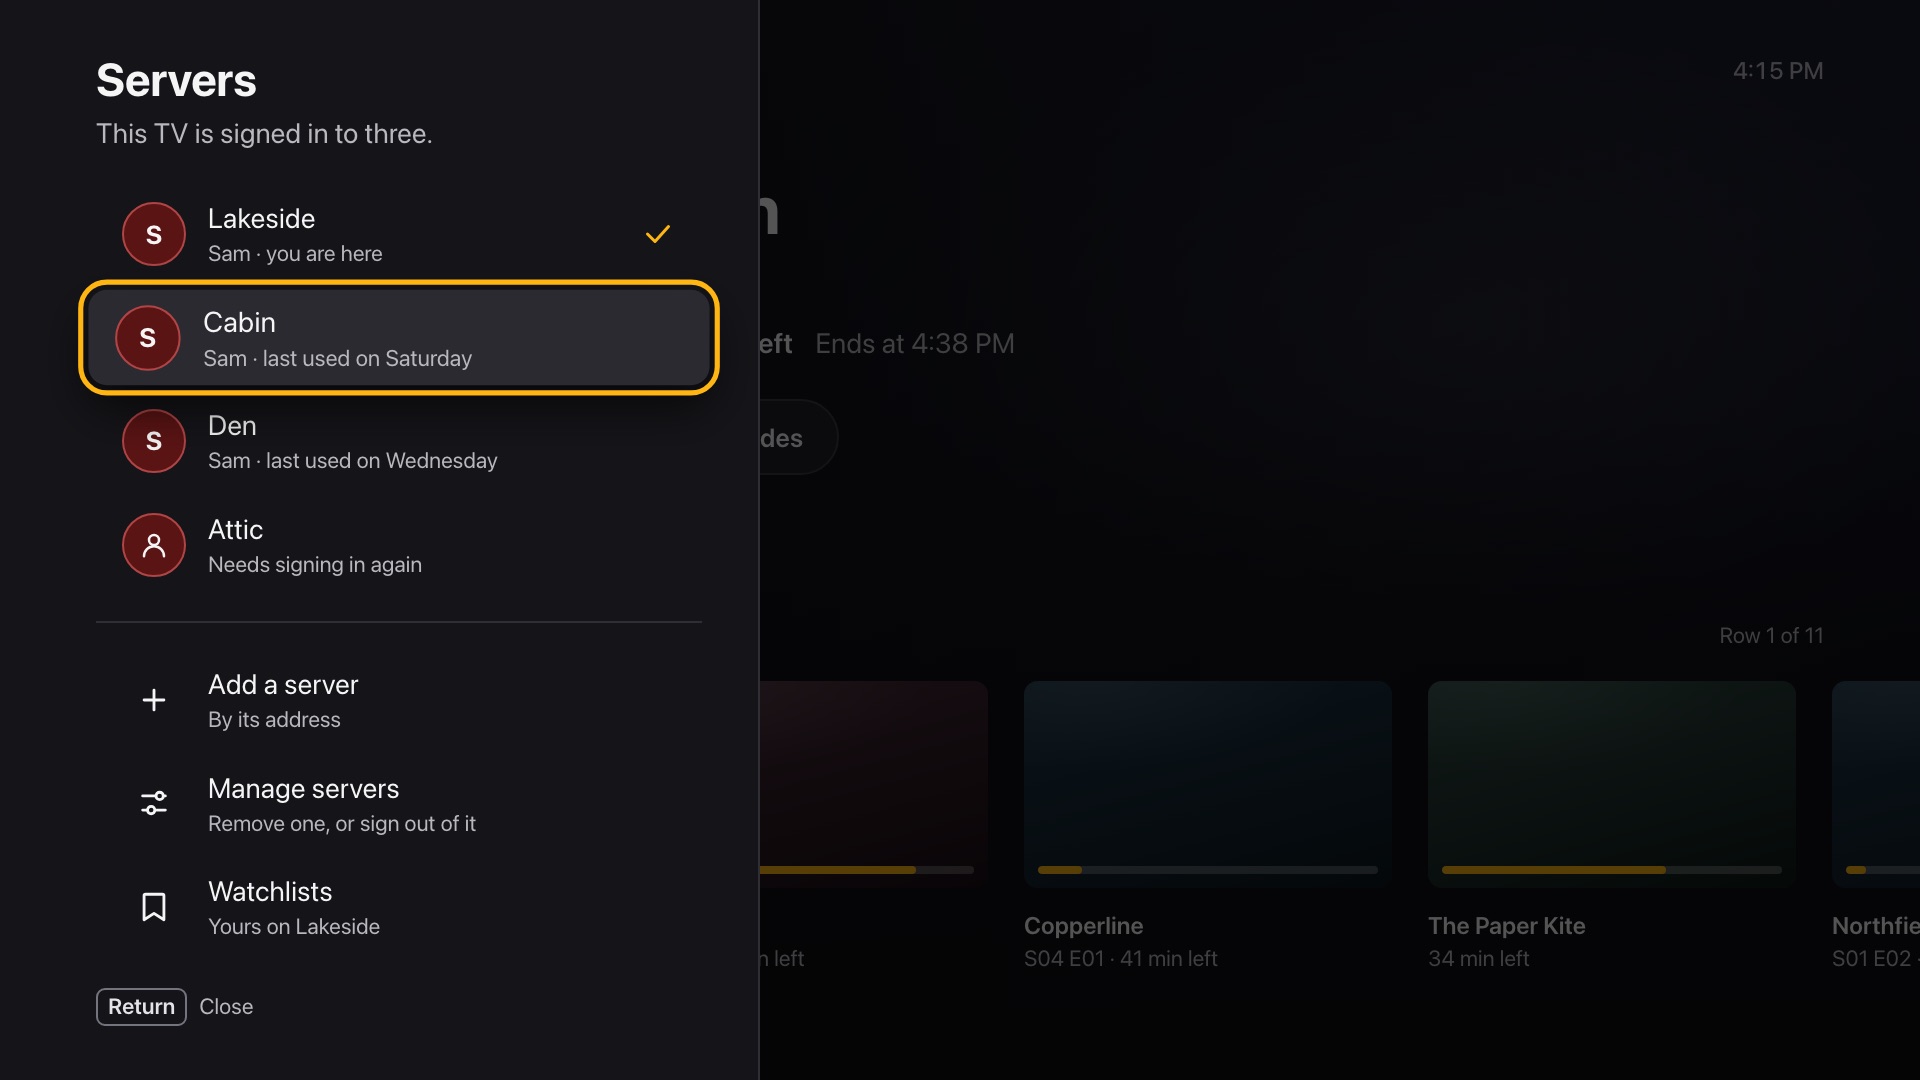 Servers
This TV is signed in to three.
S
Lakeside
Sam · you are here
S
Cabin
Sam · last used on Saturday
S
Den
Sam · last used on Wednesday
Attic
Needs signing in again
Add a server
By its address
Manage servers
Remove one, or sign out of it
Watchlists
Yours on Lakeside
Return Close
4:15 PM
Ends at 4:38 PM
Row 1 of 11
left
Copperline
S04 E01 · 41 min left
The Paper Kite
34 min left
S01 E02 ·